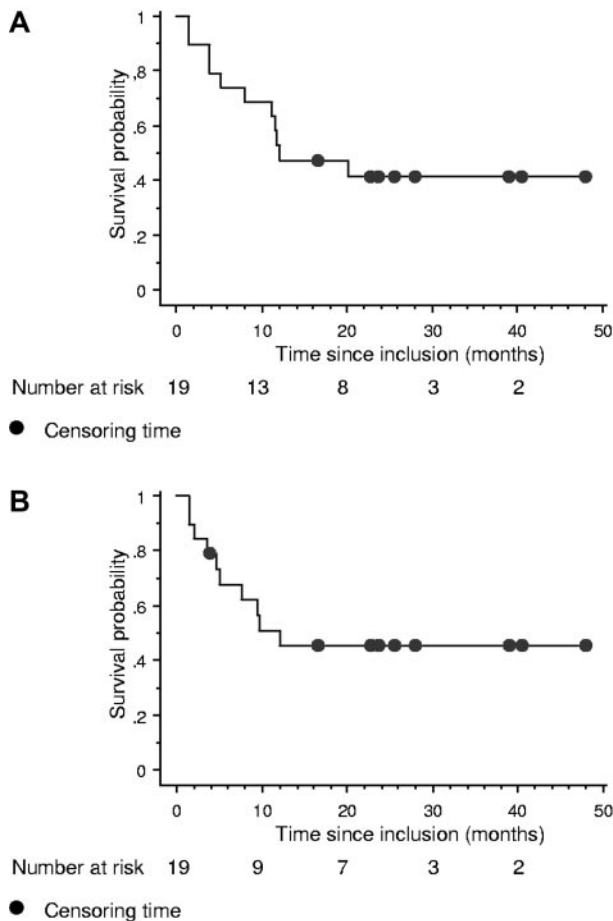 A
Survival probability
1
,8
.6
.4
.2
0
0 10 20 30 40 50
Time since inclusion (months)
Number at risk 19 13 8 3 2
Censoring time
B
Survival probability
1
.8
.6
.4
.2
0
0 10 20 30 40 50
Time since inclusion (months)
Number at risk 19 9 7 3 2
Censoring time